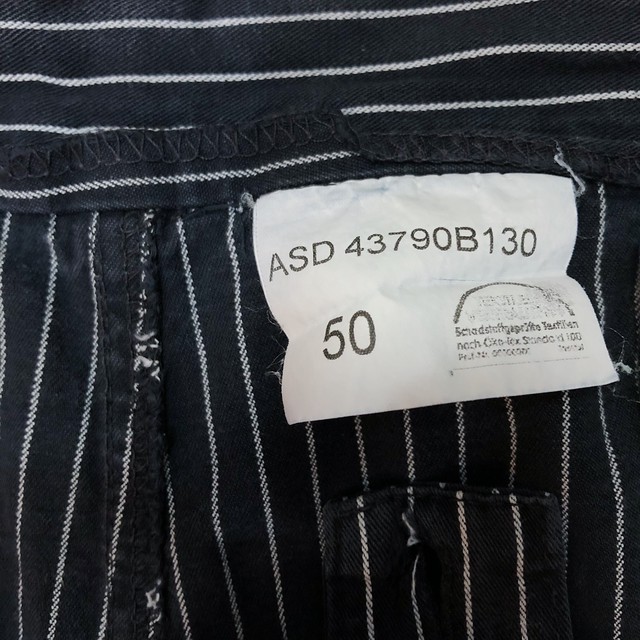 ASD 43790B130
50
Schadstoffgeprüfte Textilien
nach Öko-Tex Standard 100